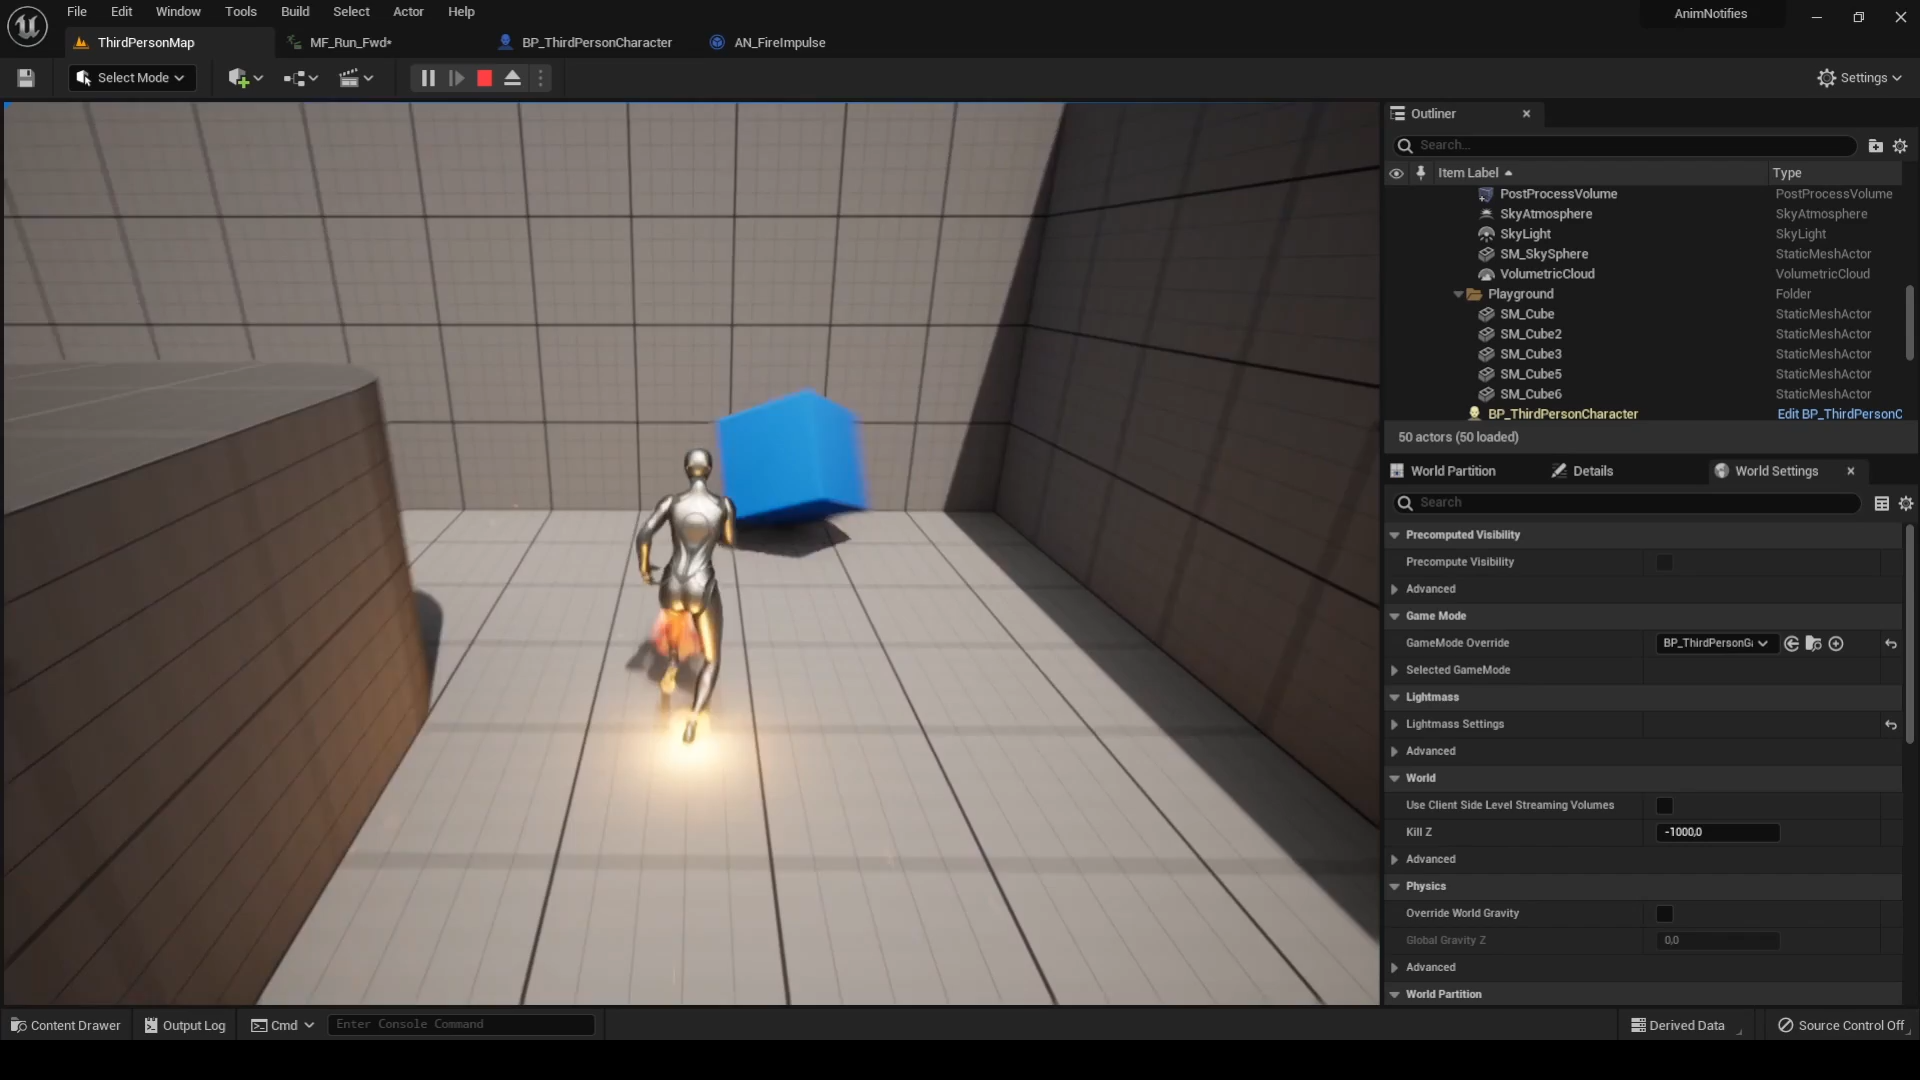 File Edit Window Tools Build Select Actor Help
AnimNotifies
ThirdPersonMap
MF_Run_Fwd*
BP_ThirdPersonCharacter
AN_FireImpulse
Select Mode
Settings
Outliner
Search...
Item Label Type
PostProcessVolume PostProcessVolume
SkyAtmosphere SkyAtmosphere
SkyLight SkyLight
SM_SkySphere StaticMeshActor
VolumetricCloud VolumetricCloud
Playground Folder
SM_Cube StaticMeshActor
SM_Cube2 StaticMeshActor
SM_Cube3 StaticMeshActor
SM_Cube5 StaticMeshActor
SM_Cube6 StaticMeshActor
BP_ThirdPersonCharacter Edit BP_ThirdPersonC
50 actors (50 loaded)
World Partition Details World Settings
Search
Precomputed Visibility
Precompute Visibility
Advanced
Game Mode
GameMode Override BP_ThirdPersonGa
Selected GameMode
Lightmass
Lightmass Settings
Advanced
World
Use Client Side Level Streaming Volumes
Kill Z -1000,0
Advanced
Physics
Override World Gravity
Global Gravity Z 0,0
Advanced
World Partition
Content Drawer Output Log Cmd Enter Console Command Derived Data Source Control Off